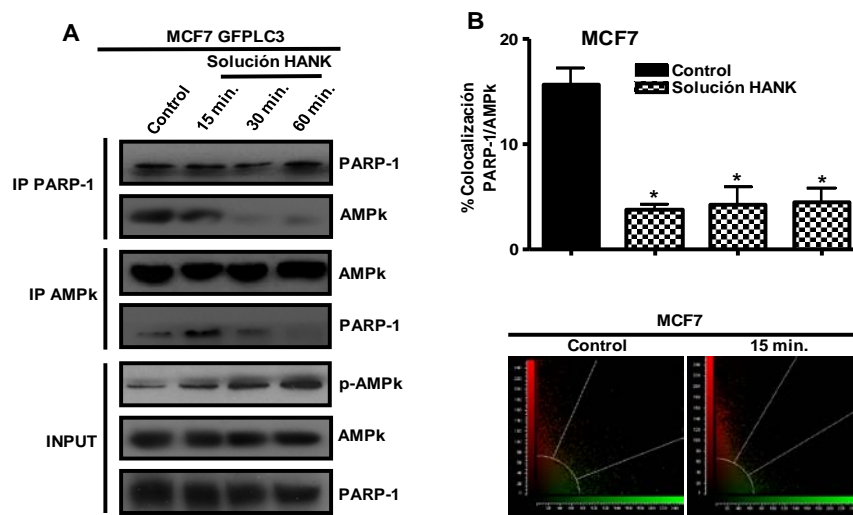 A
MCF7 GFPLC3
Solución HANK
Control
15 min.
30 min.
60 min.
IP PARP-1
PARP-1
AMPk
IP AMPk
AMPk
PARP-1
INPUT
p-AMPk
AMPk
PARP-1
B
MCF7
% Colocalización
PARP-1/AMPk
20
10
0
Control
Solución HANK
*
*
*
MCF7
Control
15 min.